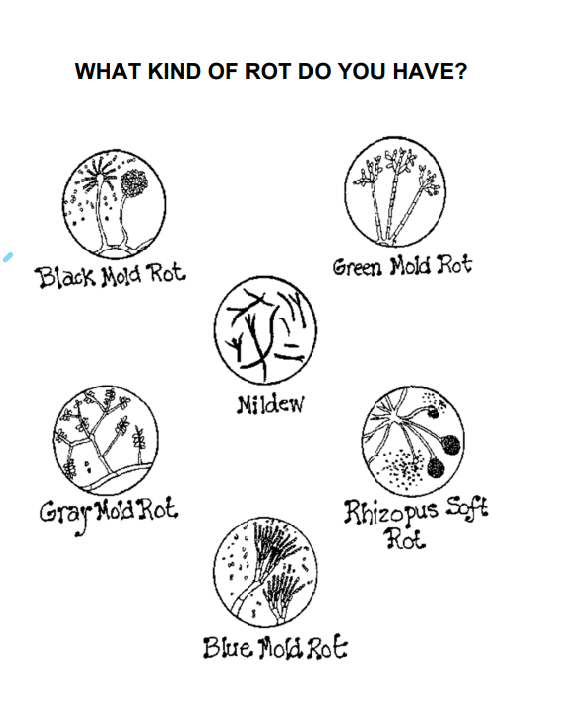 WHAT KIND OF ROT DO YOU HAVE?
Black Mold Rot
Green Mold Rot
Mildew
Gray Mold Rot
Rhizopus Soft
Rot
Blue Mold Rot